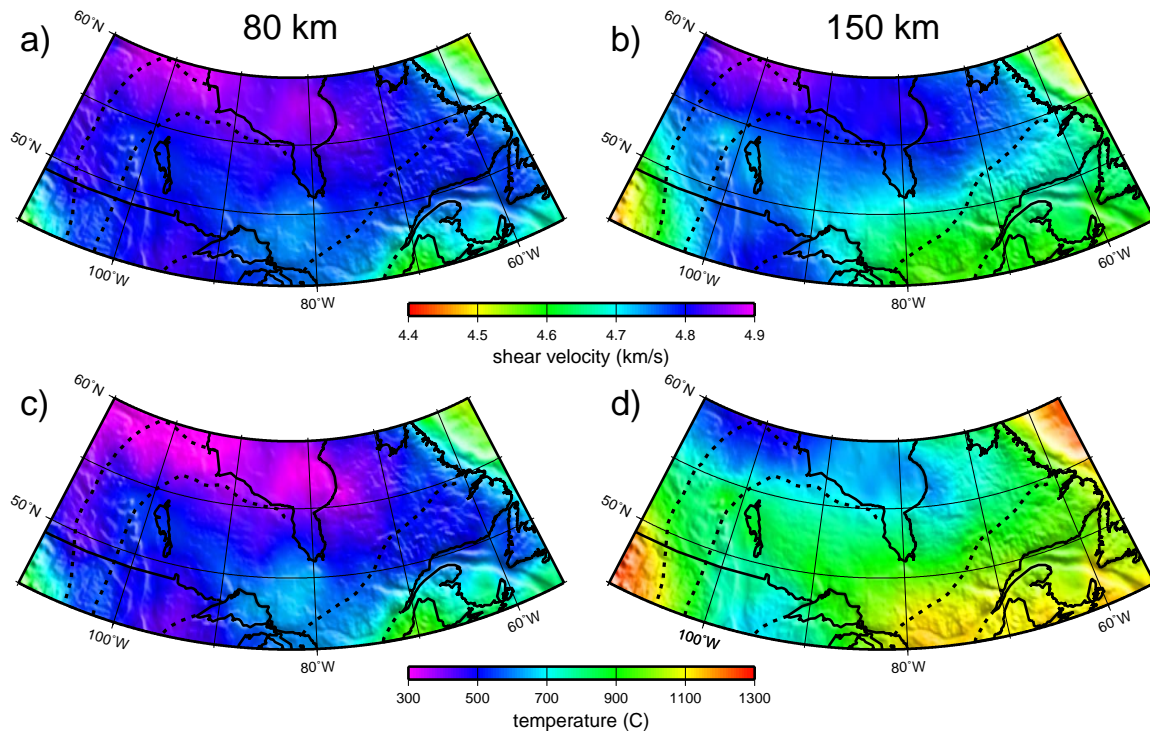 80 km
150 km
a)
b)
60°N
50°N
100°W
80°W
60°W
60°N
50°N
100°W
80°W
60°W
4.4 4.5 4.6 4.7 4.8 4.9
shear velocity (km/s)
c)
d)
60°N
50°N
100°W
80°W
60°W
60°N
50°N
100°W
80°W
60°W
300 500 700 900 1100 1300
temperature (C)